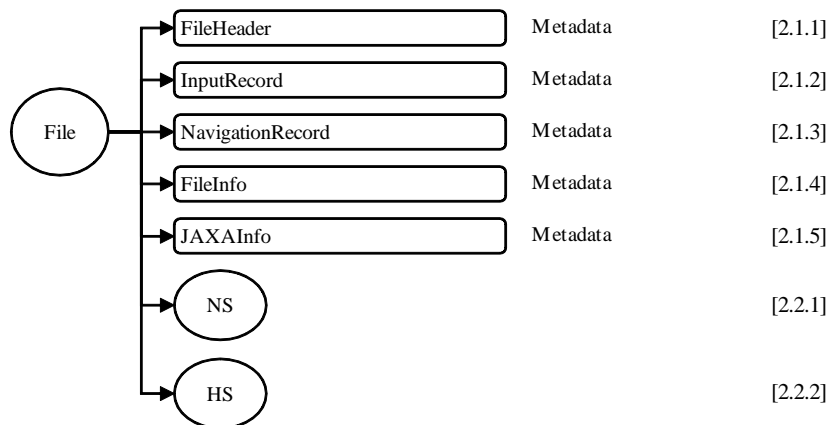 FileHeader Metadata [2.1.1]
InputRecord Metadata [2.1.2]
File NavigationRecord Metadata [2.1.3]
FileInfo Metadata [2.1.4]
JAXAInfo Metadata [2.1.5]
NS [2.2.1]
HS [2.2.2]